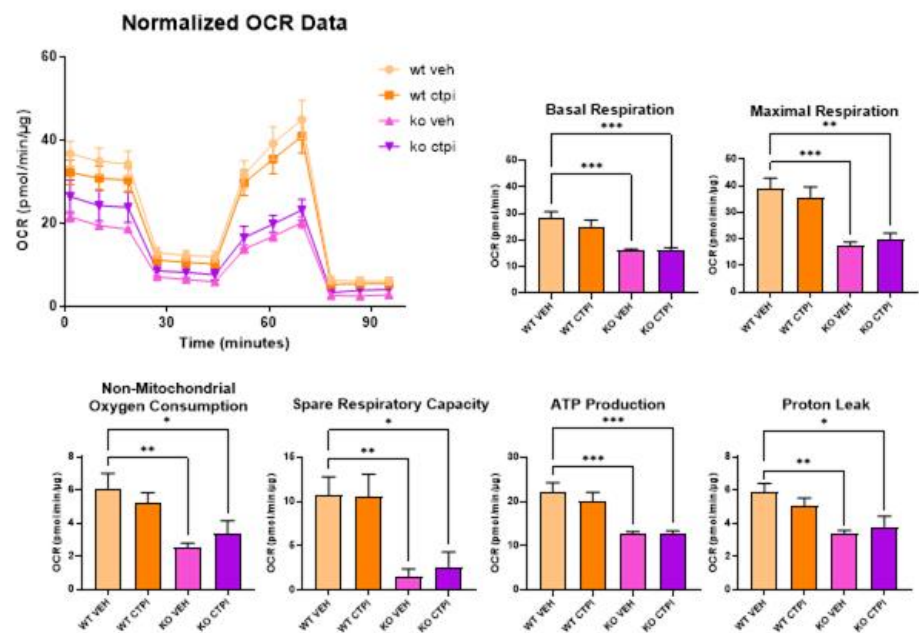 Normalized OCR Data
OCR (pmol/min/μg)
60
40
20
0
0 30 60 90
Time (minutes)
wt veh
wt ctpi
ko veh
ko ctpi
Basal Respiration
***
***
OCR (pmol/min)
40
30
20
10
0
WT VEH
WT CTPI
KO VEH
KO CTPI
Maximal Respiration
**
***
OCR (pmol/min/μg)
60
40
20
0
WT VEH
WT CTPI
KO VEH
KO CTPI
Non-Mitochondrial
Oxygen Consumption
*
**
OCR (pmol/min/μg)
8
6
4
2
0
WT VEH
WT CTPI
KO VEH
KO CTPI
Spare Respiratory Capacity
*
**
OCR (pmol/min/μg)
15
10
5
0
WT VEH
WT CTPI
KO VEH
KO CTPI
ATP Production
***
***
OCR (pmol/min/μg)
30
20
10
0
WT VEH
WT CTPI
KO VEH
KO CTPI
Proton Leak
*
**
OCR (pmol/min/μg)
8
6
4
2
0
WT VEH
WT CTPI
KO VEH
KO CTPI